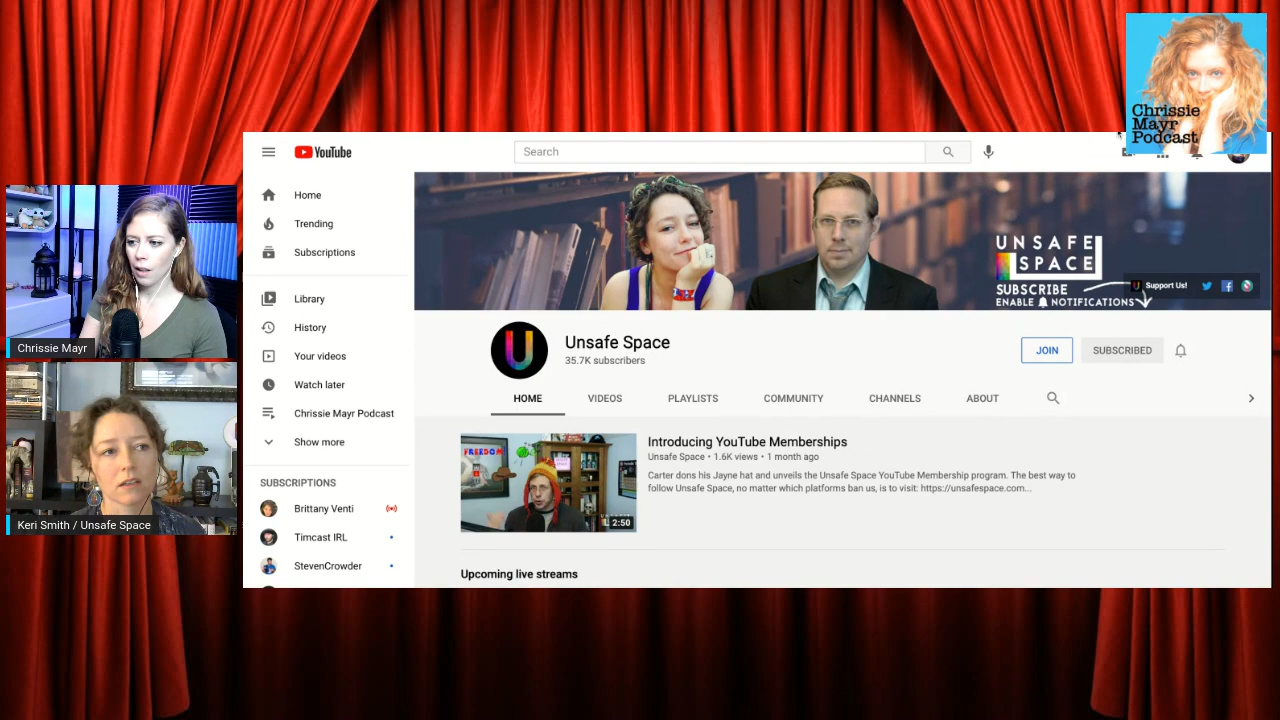 Chrissie
Mayr
Podcast
YouTube
Search
Home
Trending
Subscriptions
Library
History
Your videos
Watch later
Chrissie Mayr Podcast
Show more
SUBSCRIPTIONS
Brittany Venti
Timcast IRL
StevenCrowder
UNSAFE
SPACE
SUBSCRIBE
ENABLE NOTIFICATIONS
Support Us!
Unsafe Space
35.7K subscribers
JOIN
SUBSCRIBED
HOME
VIDEOS
PLAYLISTS
COMMUNITY
CHANNELS
ABOUT
FREEDOM
2:50
Introducing YouTube Memberships
Unsafe Space • 1.6K views • 1 month ago
Carter dons his Jayne hat and unveils the Unsafe Space YouTube Membership program. The best way to
follow Unsafe Space, no matter which platforms ban us, is to visit: https://unsafespace.com...
Upcoming live streams
Chrissie Mayr
Keri Smith / Unsafe Space